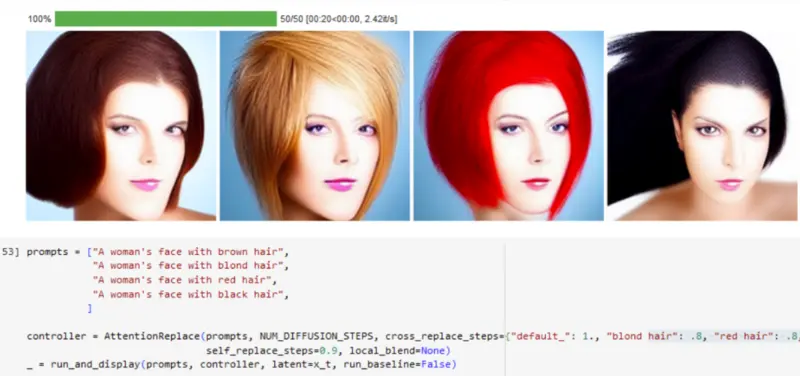 100% 50/50 [00:20<00:00, 2.42it/s]
53] prompts = ["A woman's face with brown hair",
"A woman's face with blond hair",
"A woman's face with red hair",
"A woman's face with black hair",
]
controller = AttentionReplace(prompts, NUM_DIFFUSION_STEPS, cross_replace_steps={"default_": 1., "blond hair": .8, "red hair": .8,
self_replace_steps=0.9, local_blend=None)
_ = run_and_display(prompts, controller, latent=x_t, run_baseline=False)